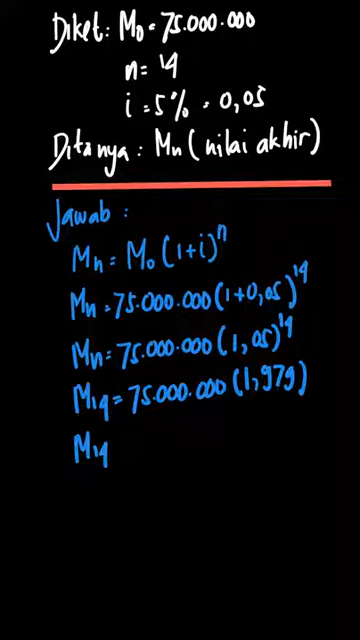 Diket: M₀ = 75.000.000
n = 14
i = 5% = 0,05
Ditanya: Mn (nilai akhir)
Jawab:
Mn = M₀ (1+i)ⁿ
Mn = 75.000.000 (1+0,05)¹⁴
Mn = 75.000.000 (1,05)¹⁴
M₁₄ = 75.000.000 (1,979)
M₁₄